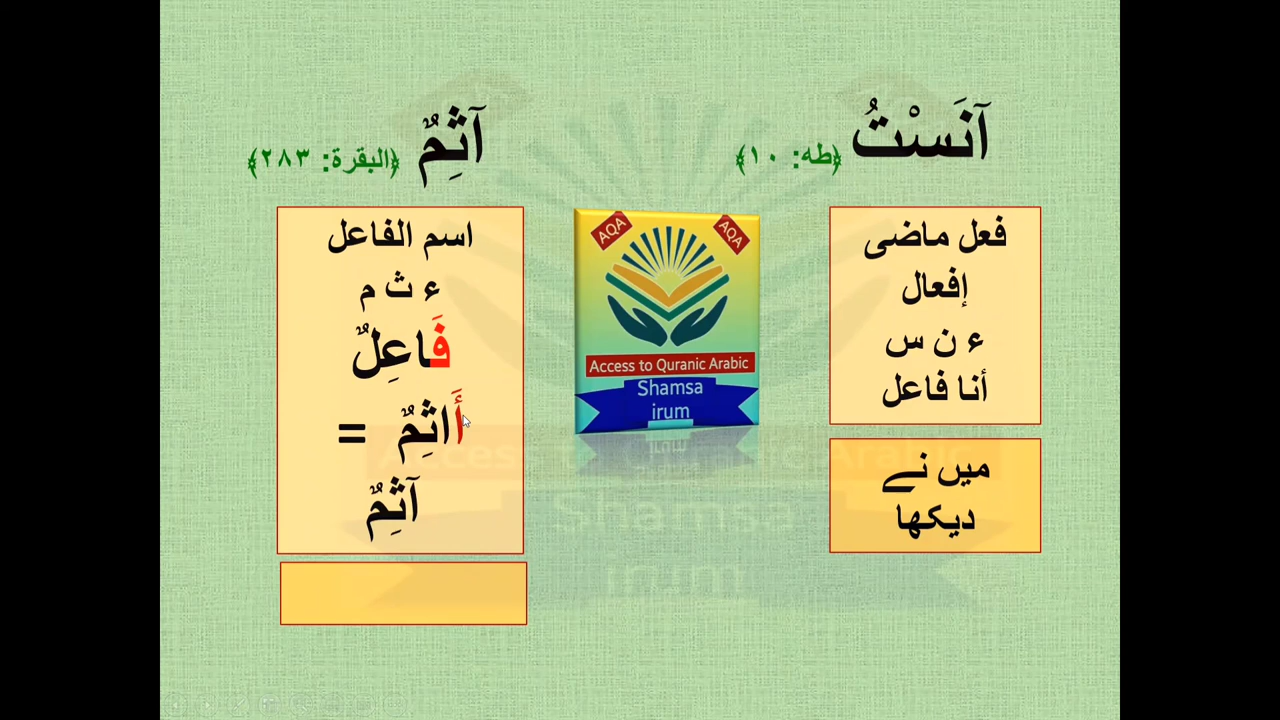 آنَسْتُ ﴿طه: ١٠﴾
فعل ماضی
إفعال
ء ن س
أنا فاعل
میں نے
دیکھا
AQA AQA
Access to Quranic Arabic
Shamsa
irum
آثِمٌ ﴿البقرة: ٢٨٣﴾
اسم الفاعل
ء ث م
فَاعِلٌ
أَاثِمٌ =
آثِمٌ